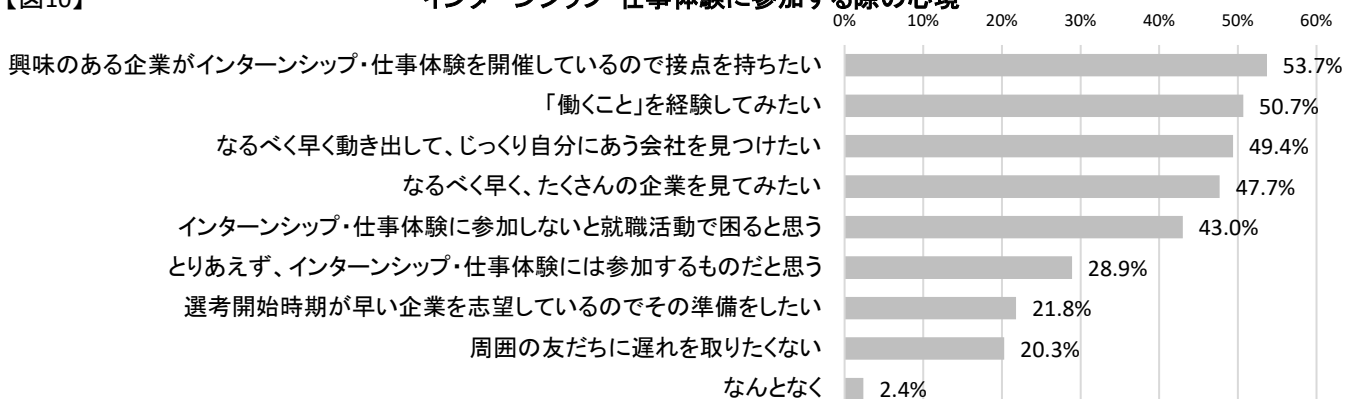 【図10】 インターンシップ・仕事体験に参加する際の心境
0% 10% 20% 30% 40% 50% 60%
興味のある企業がインターンシップ・仕事体験を開催しているので接点を持ちたい 53.7%
「働くこと」を経験してみたい 50.7%
なるべく早く動き出して、じっくり自分にあう会社を見つけたい 49.4%
なるべく早く、たくさんの企業を見てみたい 47.7%
インターンシップ・仕事体験に参加しないと就職活動で困ると思う 43.0%
とりあえず、インターンシップ・仕事体験には参加するものだと思う 28.9%
選考開始時期が早い企業を志望しているのでその準備をしたい 21.8%
周囲の友だちに遅れを取りたくない 20.3%
なんとなく 2.4%